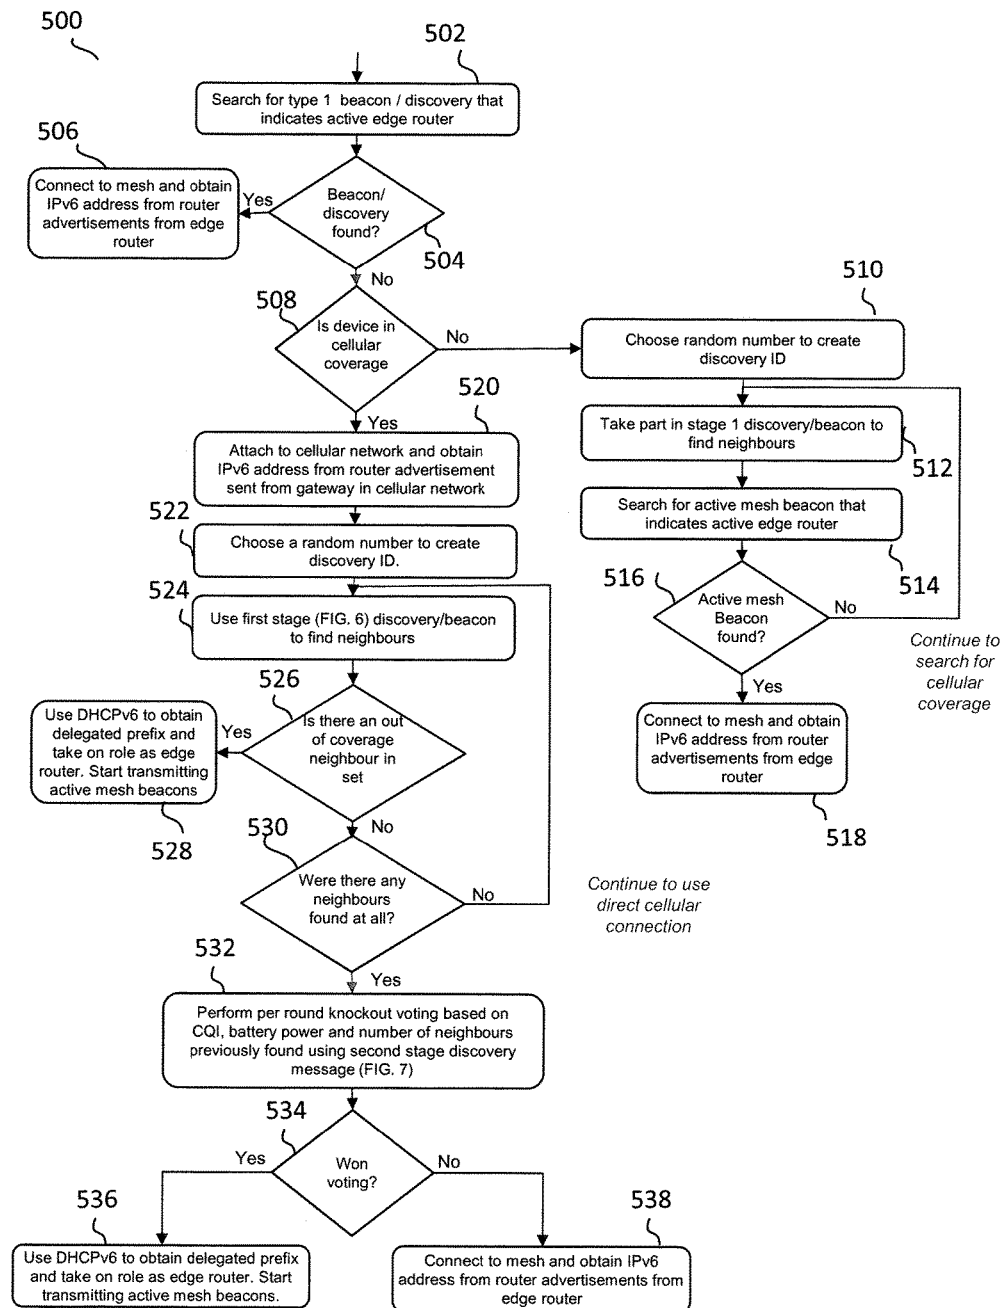 500
502
Search for type 1 beacon / discovery that
indicates active edge router
506
Connect to mesh and obtain
IPv6 address from router
advertisements from edge
router
Yes
Beacon/
discovery
found?
504
No
508
Is device in
cellular
coverage
No
510
Choose random number to create
discovery ID
Yes
520
Attach to cellular network and obtain
IPv6 address from router advertisement
sent from gateway in cellular network
Take part in stage 1 discovery/beacon to
find neighbours
512
522
Choose a random number to create
discovery ID.
Search for active mesh beacon that
indicates active edge router
514
524
Use first stage (FIG. 6) discovery/beacon
to find neighbours
516
Active mesh
Beacon
found?
No
Continue to
search for
cellular
coverage
Yes
Connect to mesh and obtain
IPv6 address from router
advertisements from edge
router
518
526
Is there an out
of coverage
neighbour in
set
Yes
Use DHCPv6 to obtain
delegated prefix and
take on role as edge
router. Start transmitting
active mesh beacons
528
No
530
Were there any
neighbours
found at all?
No
Continue to use
direct cellular
connection
Yes
532
Perform per round knockout voting based on
CQI, battery power and number of neighbours
previously found using second stage discovery
message (FIG. 7)
534
Won
voting?
Yes
No
536
Use DHCPv6 to obtain delegated prefix
and take on role as edge router. Start
transmitting active mesh beacons.
538
Connect to mesh and obtain IPv6
address from router advertisements from
edge router